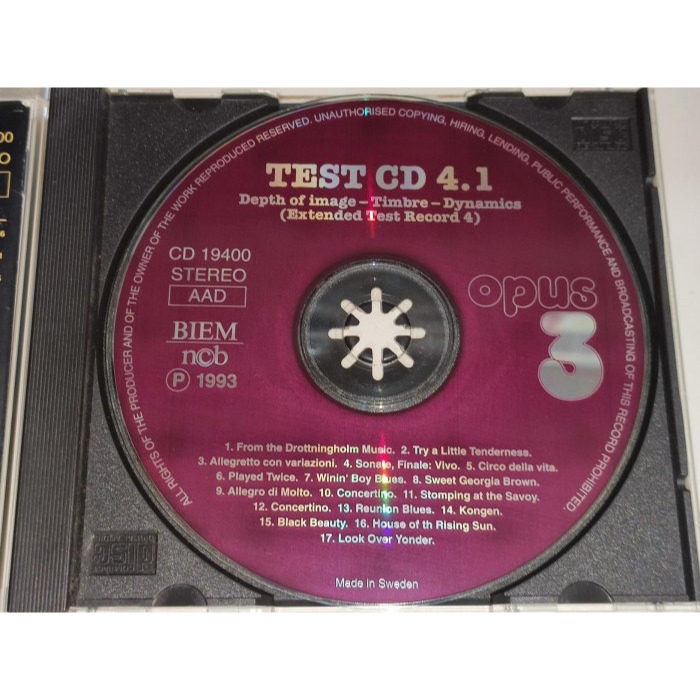 ALL RIGHTS OF THE PRODUCER AND OF THE OWNER OF THE WORK REPRODUCED RESERVED. UNAUTHORISED COPYING, HIRING, LENDING, PUBLIC PERFORMANCE AND BROADCASTING OF THIS RECORD PROHIBITED.
TEST CD 4.1
Depth of image – Timbre – Dynamics
(Extended Test Record 4)
CD 19400
STEREO
AAD
BIEM
n©b
Ⓟ 1993
opus
3
1. From the Drottningholm Music. 2. Try a Little Tenderness.
3. Allegretto con variazioni. 4. Sonate, Finale: Vivo. 5. Circo della vita.
6. Played Twice. 7. Winin' Boy Blues. 8. Sweet Georgia Brown.
9. Allegro di Molto. 10. Concertino. 11. Stomping at the Savoy.
12. Concertino. 13. Reunion Blues. 14. Kongen.
15. Black Beauty. 16. House of th Rising Sun.
17. Look Over Yonder.
Made in Sweden